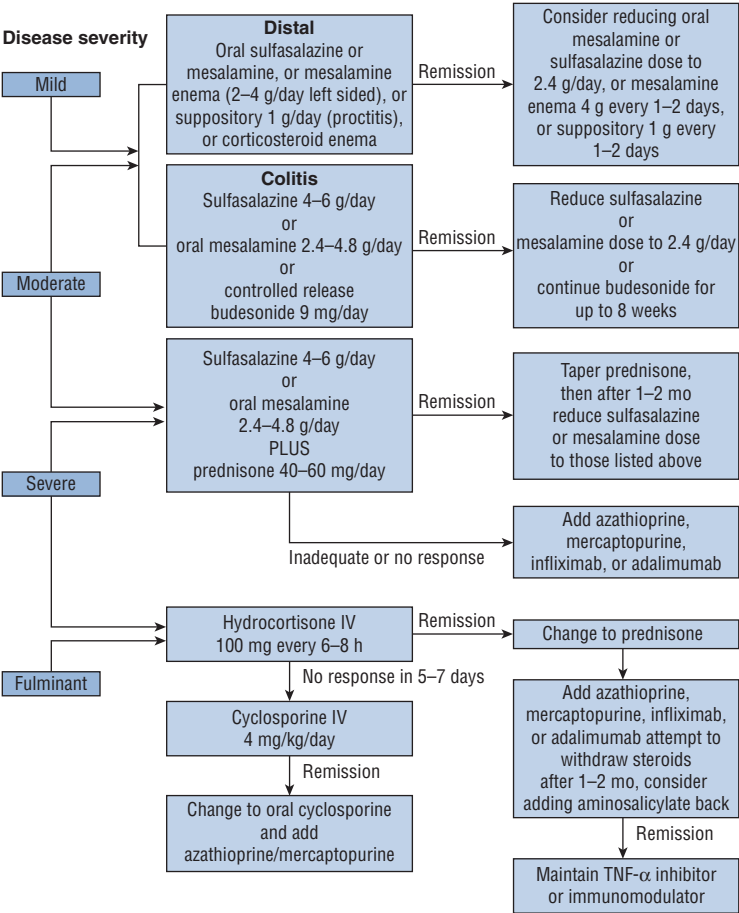 Disease severity
Mild
Moderate
Severe
Fulminant
Distal
Oral sulfasalazine or
mesalamine, or mesalamine
enema (2–4 g/day left sided), or
suppository 1 g/day (proctitis),
or corticosteroid enema
Remission
Consider reducing oral
mesalamine or
sulfasalazine dose to
2.4 g/day, or mesalamine
enema 4 g every 1–2 days,
or suppository 1 g every
1–2 days
Colitis
Sulfasalazine 4–6 g/day
or
oral mesalamine 2.4–4.8 g/day
or
controlled release
budesonide 9 mg/day
Remission
Reduce sulfasalazine
or
mesalamine dose to 2.4 g/day
or
continue budesonide for
up to 8 weeks
Sulfasalazine 4–6 g/day
or
oral mesalamine
2.4–4.8 g/day
PLUS
prednisone 40–60 mg/day
Remission
Taper prednisone,
then after 1–2 mo
reduce sulfasalazine
or mesalamine dose
to those listed above
Inadequate or no response
Add azathioprine,
mercaptopurine,
infliximab, or adalimumab
Hydrocortisone IV
100 mg every 6–8 h
Remission
Change to prednisone
No response in 5–7 days
Cyclosporine IV
4 mg/kg/day
Remission
Change to oral cyclosporine
and add
azathioprine/mercaptopurine
Add azathioprine,
mercaptopurine, infliximab,
or adalimumab attempt to
withdraw steroids
after 1–2 mo, consider
adding aminosalicylate back
Remission
Maintain TNF-α inhibitor
or immunomodulator